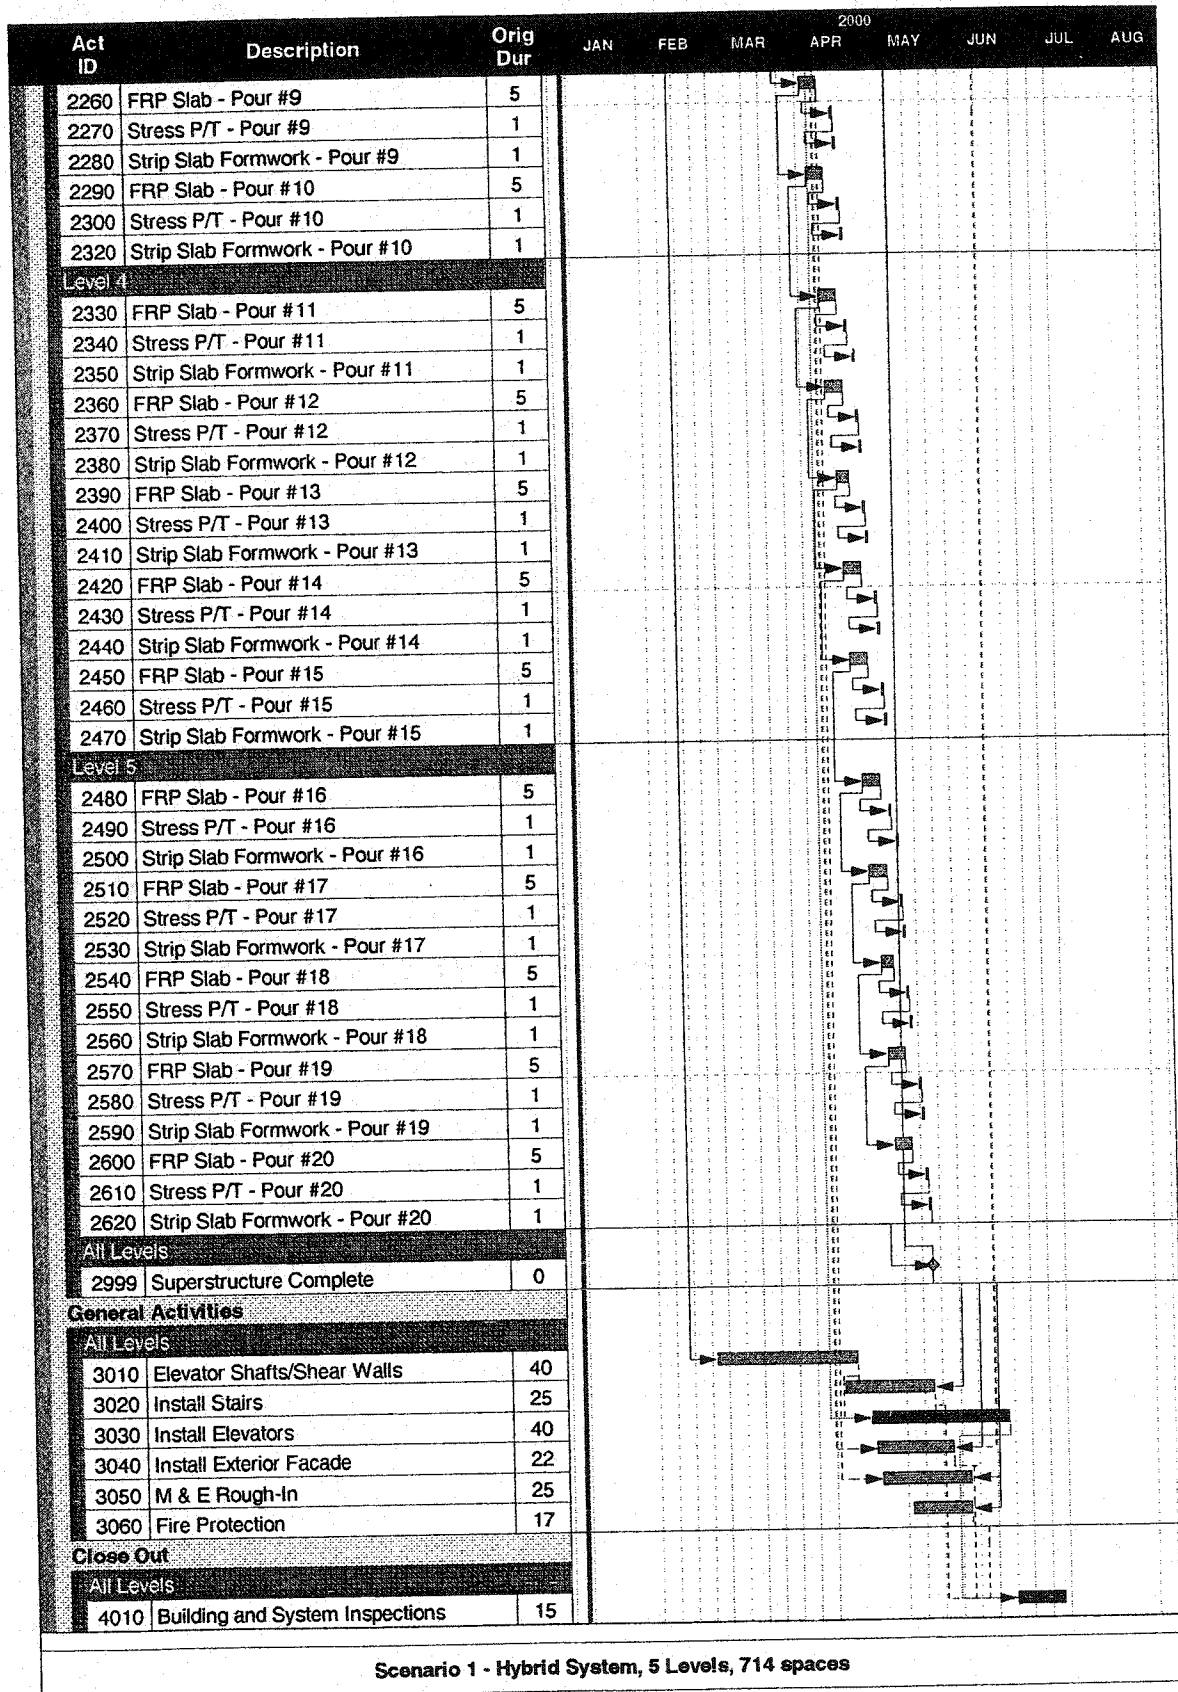 2000
Act ID Description Orig Dur JAN FEB MAR APR MAY JUN JUL AUG
2260 FRP Slab - Pour #9 5
2270 Stress P/T - Pour #9 1
2280 Strip Slab Formwork - Pour #9 1
2290 FRP Slab - Pour #10 5
2300 Stress P/T - Pour #10 1
2320 Strip Slab Formwork - Pour #10 1
Level 4
2330 FRP Slab - Pour #11 5
2340 Stress P/T - Pour #11 1
2350 Strip Slab Formwork - Pour #11 1
2360 FRP Slab - Pour #12 5
2370 Stress P/T - Pour #12 1
2380 Strip Slab Formwork - Pour #12 1
2390 FRP Slab - Pour #13 5
2400 Stress P/T - Pour #13 1
2410 Strip Slab Formwork - Pour #13 1
2420 FRP Slab - Pour #14 5
2430 Stress P/T - Pour #14 1
2440 Strip Slab Formwork - Pour #14 1
2450 FRP Slab - Pour #15 5
2460 Stress P/T - Pour #15 1
2470 Strip Slab Formwork - Pour #15 1
Level 5
2480 FRP Slab - Pour #16 5
2490 Stress P/T - Pour #16 1
2500 Strip Slab Formwork - Pour #16 1
2510 FRP Slab - Pour #17 5
2520 Stress P/T - Pour #17 1
2530 Strip Slab Formwork - Pour #17 1
2540 FRP Slab - Pour #18 5
2550 Stress P/T - Pour #18 1
2560 Strip Slab Formwork - Pour #18 1
2570 FRP Slab - Pour #19 5
2580 Stress P/T - Pour #19 1
2590 Strip Slab Formwork - Pour #19 1
2600 FRP Slab - Pour #20 5
2610 Stress P/T - Pour #20 1
2620 Strip Slab Formwork - Pour #20 1
All Levels
2999 Superstructure Complete 0
General Activities
All Levels
3010 Elevator Shafts/Shear Walls 40
3020 Install Stairs 25
3030 Install Elevators 40
3040 Install Exterior Facade 22
3050 M & E Rough-In 25
3060 Fire Protection 17
Close Out
All Levels
4010 Building and System Inspections 15
Scenario 1 - Hybrid System, 5 Levels, 714 spaces